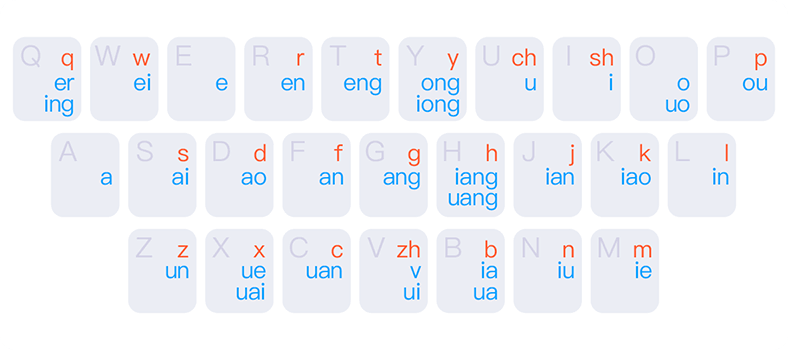 Q q W w E R r T t Y y U ch I sh O P p
er ei e en eng ong u i o ou
ing iong uo
A S s D d F f G g H h J j K k L l
a ai ao an ang iang ian iao in
uang
Z z X x C c V zh B b N n M m
un ue uan v ia iu ie
uai ui ua